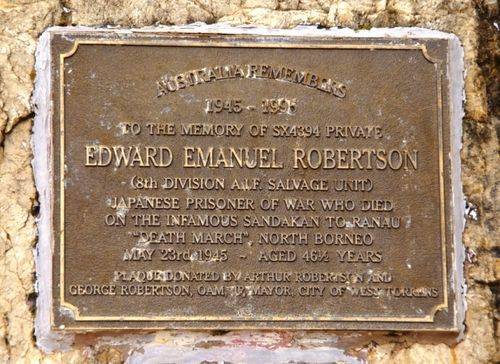 AUSTRALIA REMEMBERS
1945 - 1995
TO THE MEMORY OF SX4394 PRIVATE
EDWARD EMANUEL ROBERTSON
(8th DIVISION A.I.F. SALVAGE UNIT)
JAPANESE PRISONER OF WAR WHO DIED
ON THE INFAMOUS SANDAKAN TO RANAU
"DEATH MARCH", NORTH BORNEO
MAY 23rd 1945 - AGED 46½ YEARS
PLAQUE DONATED BY ARTHUR ROBERTSON AND
GEORGE ROBERTSON, OAM JP, MAYOR, CITY OF WEST TORRENS